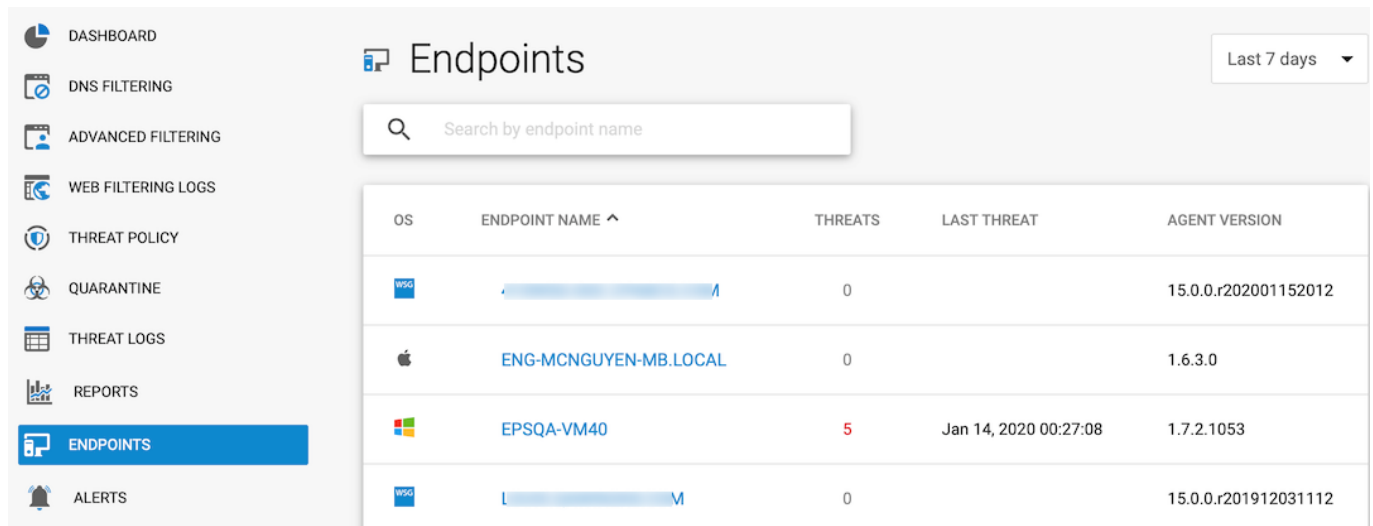 DASHBOARD
DNS FILTERING
ADVANCED FILTERING
WEB FILTERING LOGS
THREAT POLICY
QUARANTINE
THREAT LOGS
REPORTS
ENDPOINTS
ALERTS
Endpoints
Last 7 days
Search by endpoint name
OS ENDPOINT NAME THREATS LAST THREAT AGENT VERSION
WSG 0 15.0.0.r202001152012
ENG-MCNGUYEN-MB.LOCAL 0 1.6.3.0
EPSQA-VM40 5 Jan 14, 2020 00:27:08 1.7.2.1053
WSG 0 15.0.0.r201912031112